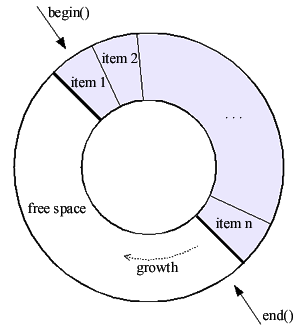 begin()
item 1
item 2
. . .
free space
item n
growth
end()